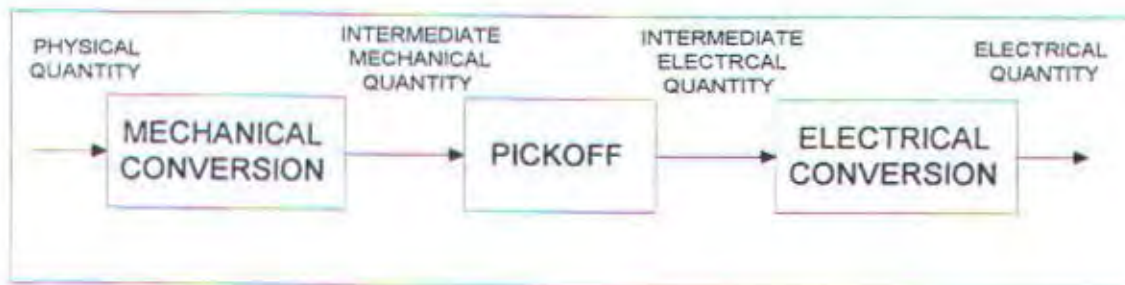 PHYSICAL
QUANTITY
INTERMEDIATE
MECHANICAL
QUANTITY
INTERMEDIATE
ELECTRCAL
QUANTITY
ELECTRICAL
QUANTITY
MECHANICAL
CONVERSION
PICKOFF
ELECTRICAL
CONVERSION